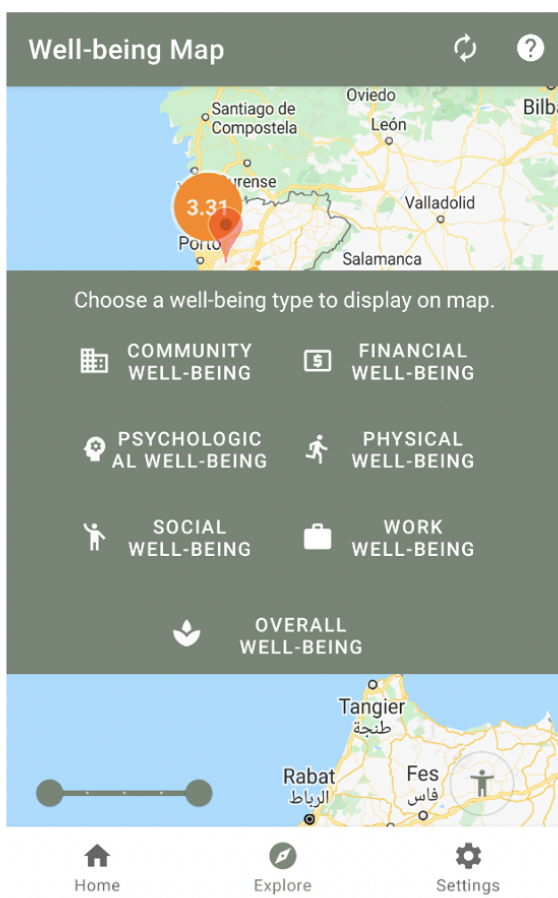 Well-being Map
Oviedo
Santiago de
Compostela
León
urense
3.31
Valladolid
Porto
Salamanca
Choose a well-being type to display on map.
COMMUNITY
WELL-BEING
FINANCIAL
WELL-BEING
PSYCHOLOGIC
AL WELL-BEING
PHYSICAL
WELL-BEING
SOCIAL
WELL-BEING
WORK
WELL-BEING
OVERALL
WELL-BEING
Tangier
طنجة
Rabat
الرباط
Fes
فاس
Home
Explore
Settings